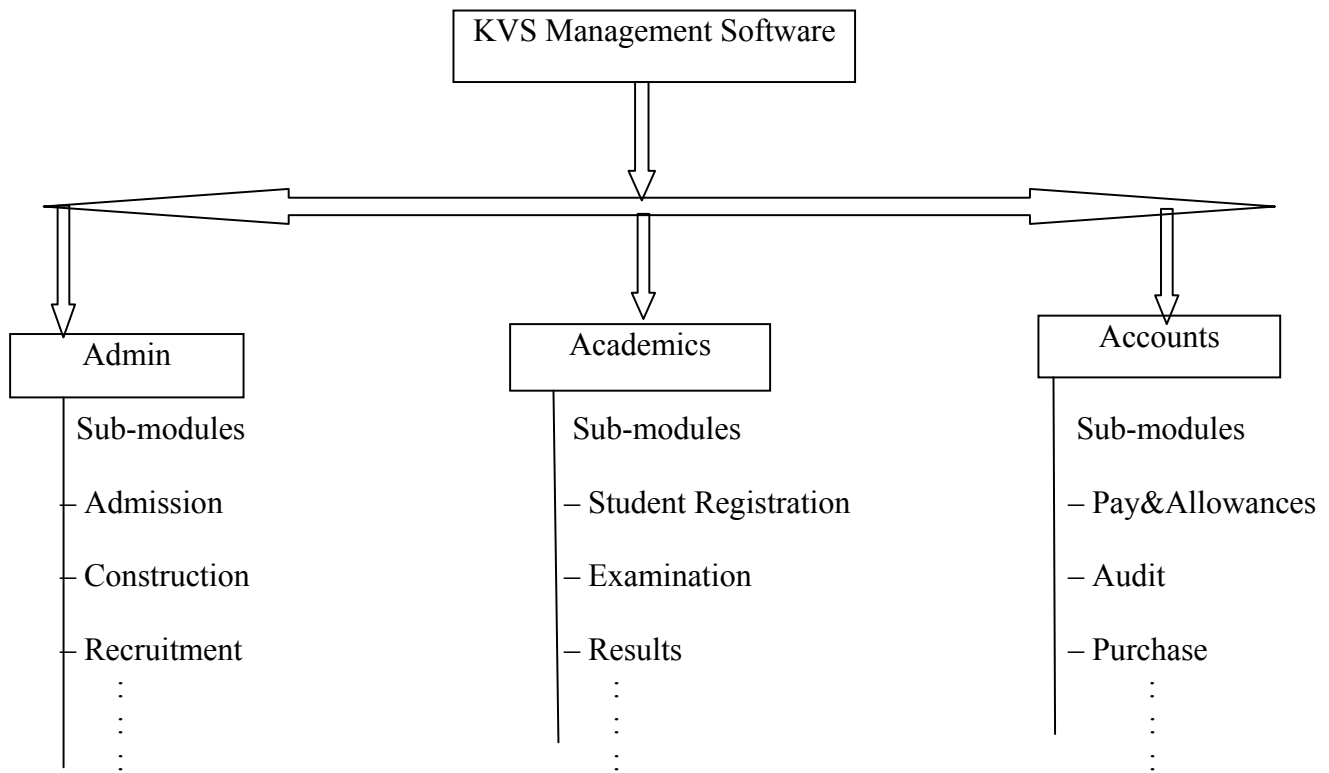 KVS Management Software
Admin
Sub-modules
– Admission
– Construction
– Recruitment
Academics
Sub-modules
– Student Registration
– Examination
– Results
Accounts
Sub-modules
– Pay&Allowances
– Audit
– Purchase